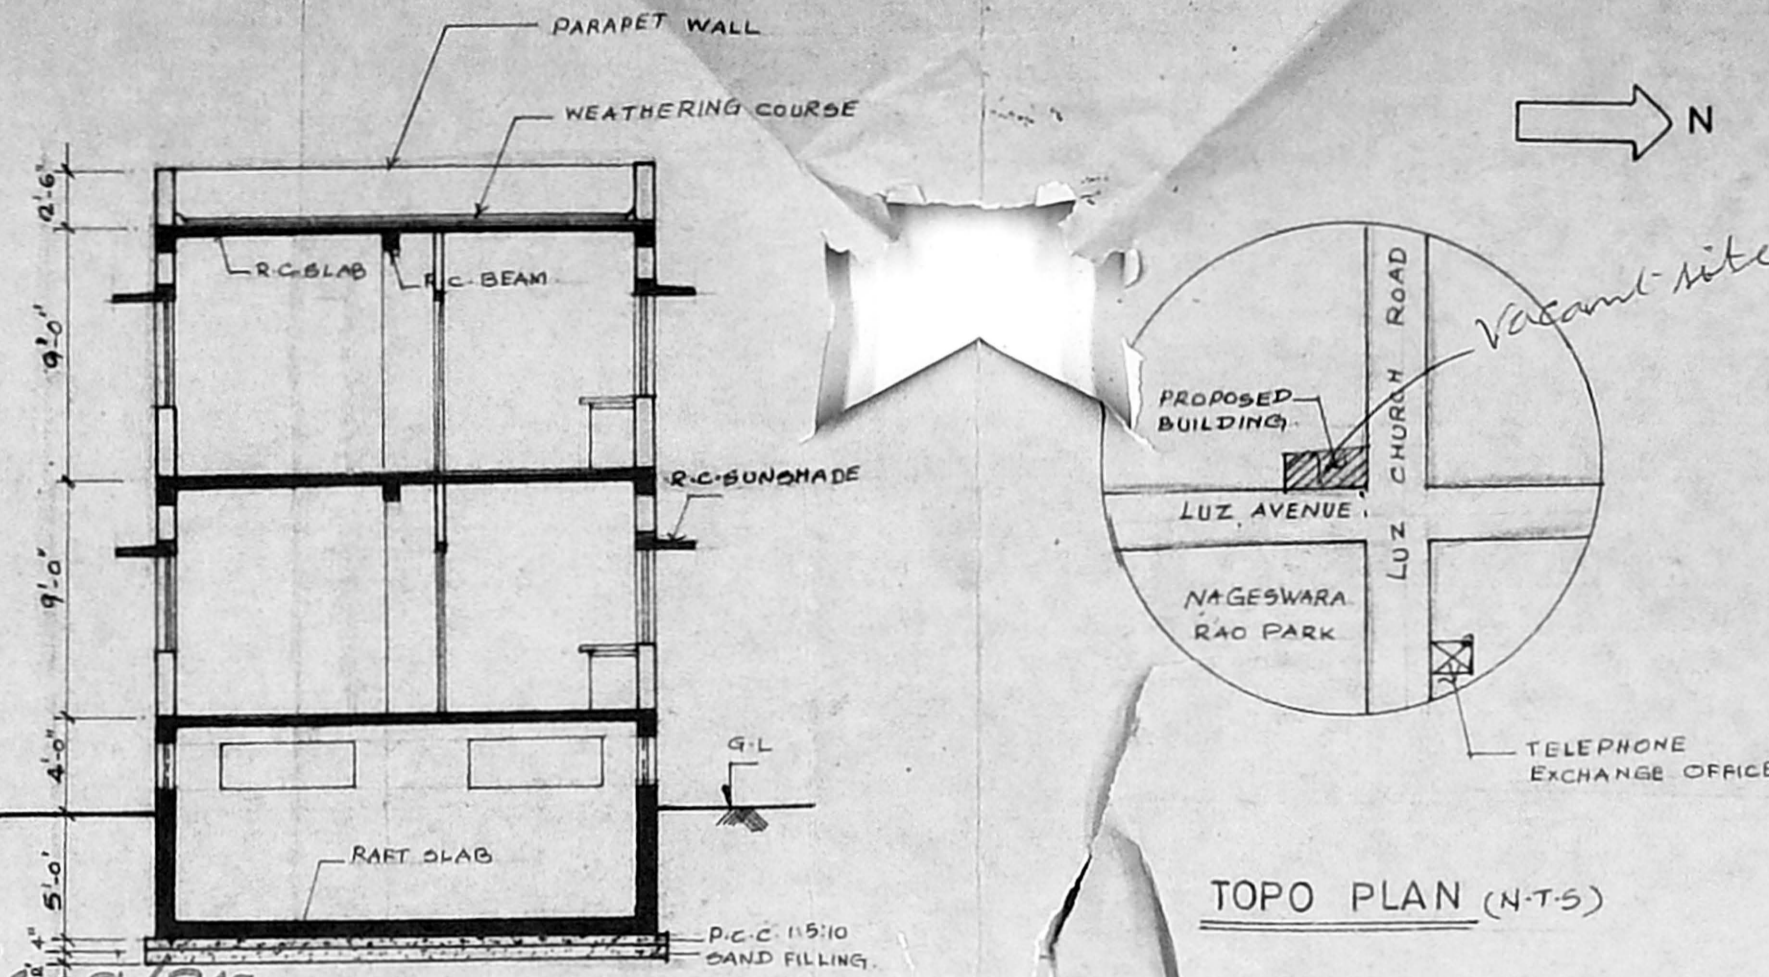 PARAPET WALL
WEATHERING COURSE
2'-6"
R.C.SLAB
R.C.BEAM
9'-0"
R.C.SUNSHADE
9'-0"
4'-0"
G.L
5'-0"
RAFT SLAB
4"
P.C.C. 1:5:10
SAND FILLING.
N
Vacant site
PROPOSED
BUILDING.
LUZ CHURCH ROAD
LUZ AVENUE
NAGESWARA
RAO PARK
TELEPHONE
EXCHANGE OFFICE
TOPO PLAN (N.T.S)